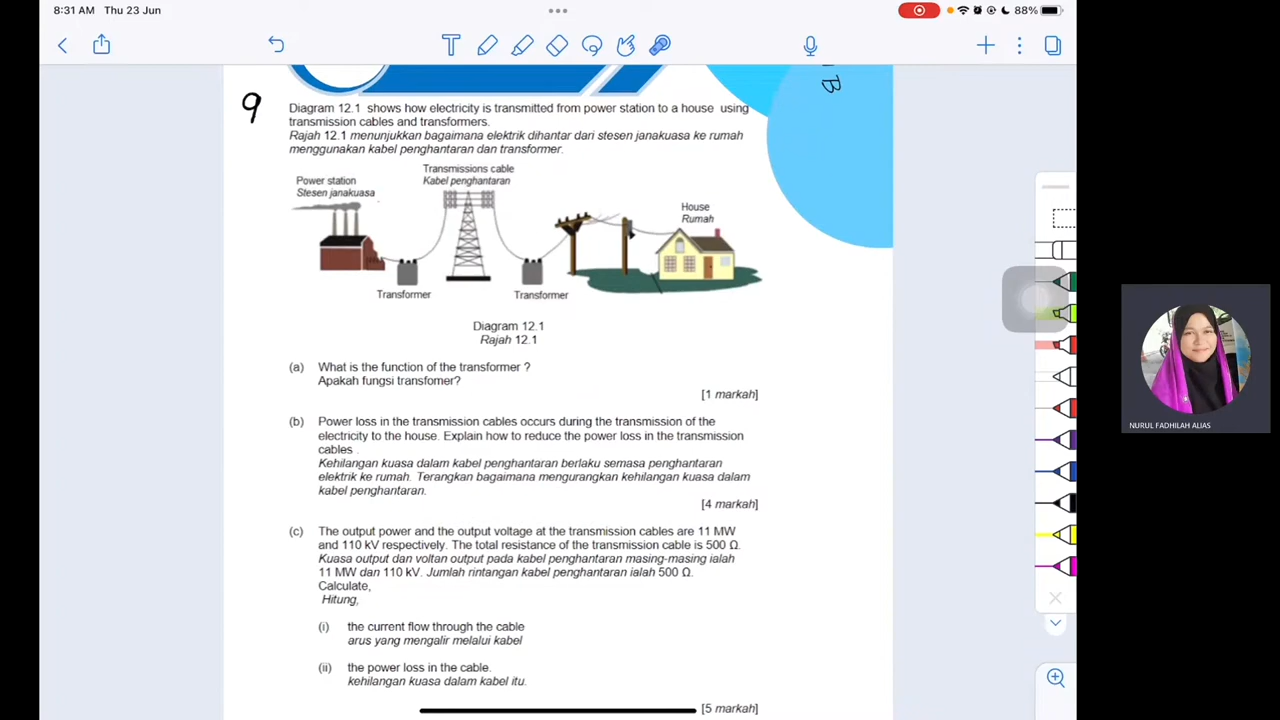 8:31 AM Thu 23 Jun
88%
B
9
Diagram 12.1 shows how electricity is transmitted from power station to a house using
transmission cables and transformers.
Rajah 12.1 menunjukkan bagaimana elektrik dihantar dari stesen janakuasa ke rumah
menggunakan kabel penghantaran dan transformer.
Transmissions cable
Kabel penghantaran
Power station
Stesen janakuasa
House
Rumah
Transformer
Transformer
Diagram 12.1
Rajah 12.1
(a) What is the function of the transformer ?
Apakah fungsi transfomer?
[1 markah]
(b) Power loss in the transmission cables occurs during the transmission of the
electricity to the house. Explain how to reduce the power loss in the transmission
cables .
Kehilangan kuasa dalam kabel penghantaran berlaku semasa penghantaran
elektrik ke rumah. Terangkan bagaimana mengurangkan kehilangan kuasa dalam
kabel penghantaran.
[4 markah]
(c) The output power and the output voltage at the transmission cables are 11 MW
and 110 kV respectively. The total resistance of the transmission cable is 500 Ω.
Kuasa output dan voltan output pada kabel penghantaran masing-masing ialah
11 MW dan 110 kV. Jumlah rintangan kabel penghantaran ialah 500 Ω.
Calculate,
Hitung,
(i) the current flow through the cable
arus yang mengalir melalui kabel
(ii) the power loss in the cable.
kehilangan kuasa dalam kabel itu.
[5 markah]
NURUL FADHILAH ALIAS